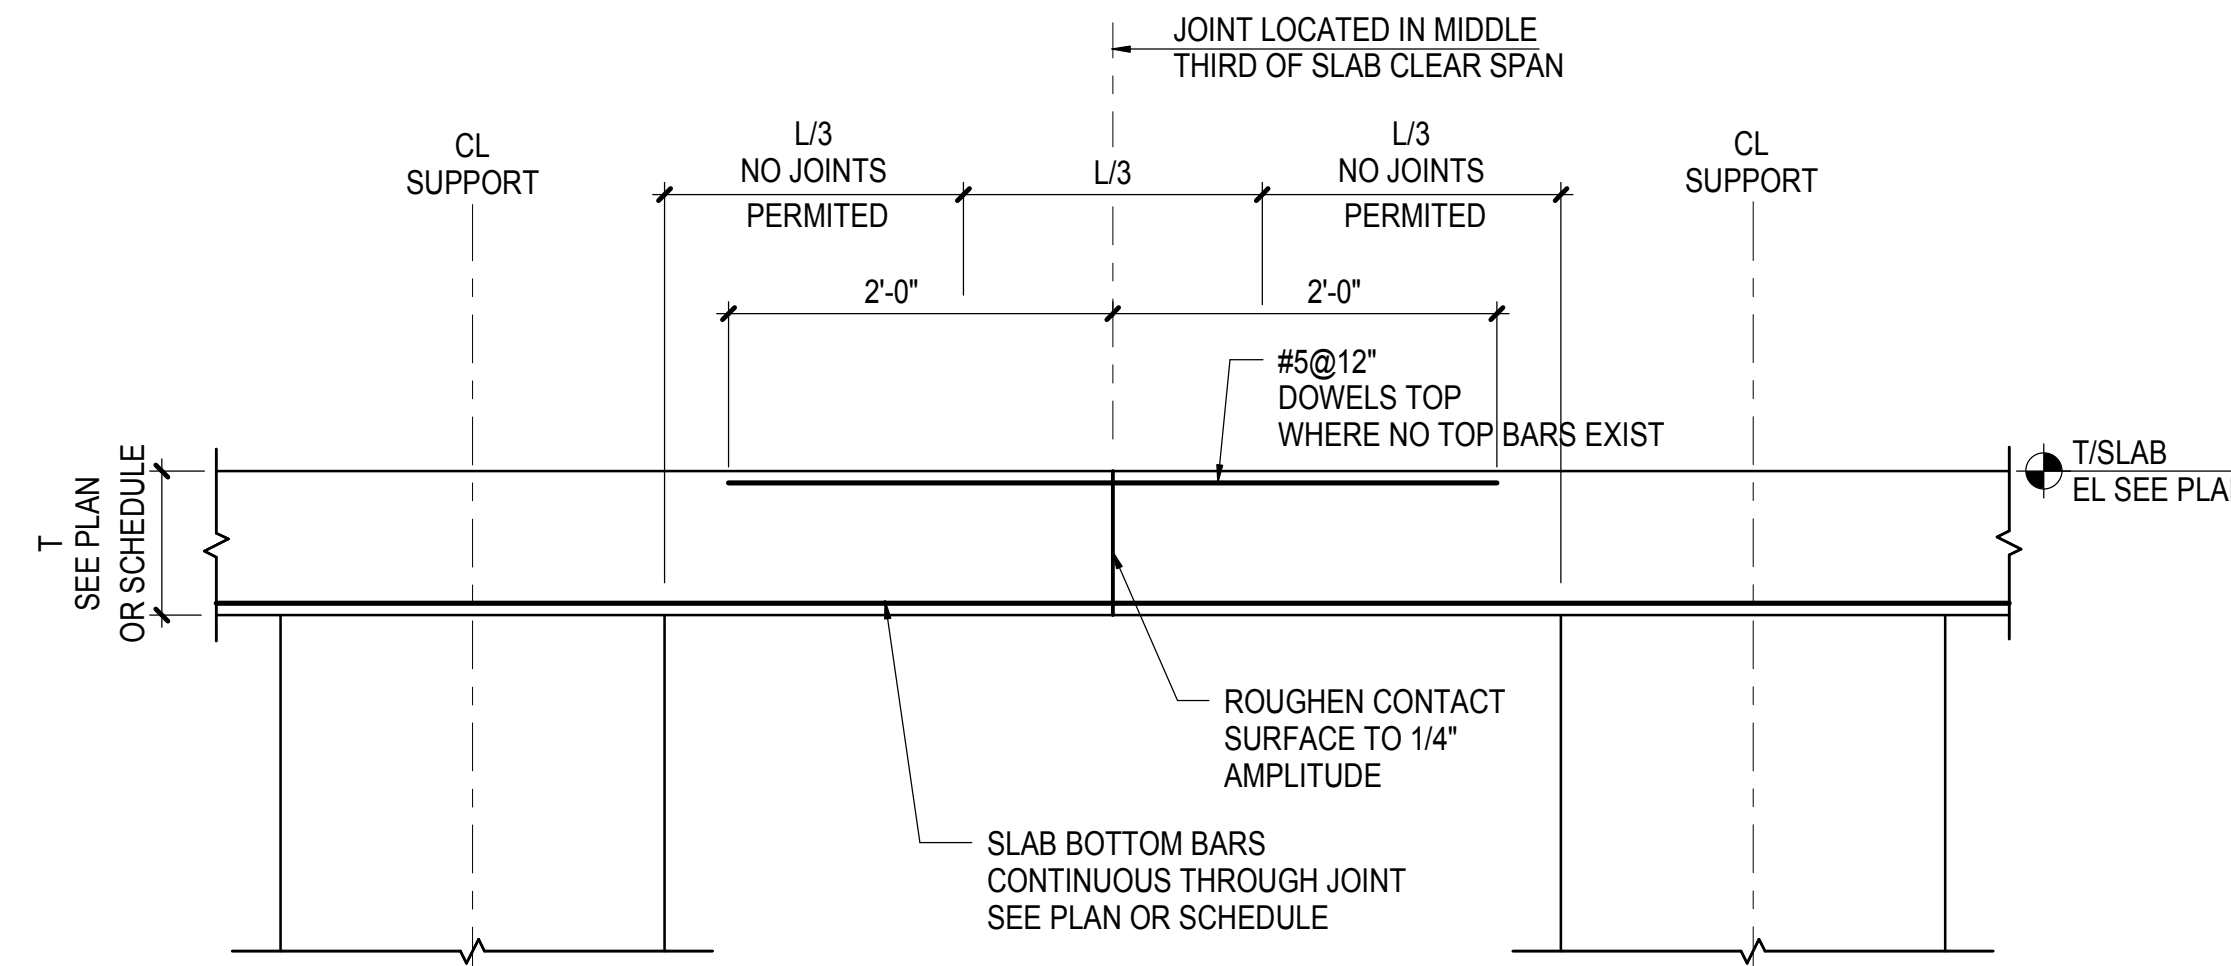 JOINT LOCATED IN MIDDLE
THIRD OF SLAB CLEAR SPAN
CL
SUPPORT
L/3
NO JOINTS
PERMITED
L/3
L/3
NO JOINTS
PERMITED
CL
SUPPORT
2'-0"
2'-0"
#5@12"
DOWELS TOP
WHERE NO TOP BARS EXIST
T
SEE PLAN
OR SCHEDULE
T/SLAB
EL SEE
ROUGHEN CONTACT
SURFACE TO 1/4"
AMPLITUDE
SLAB BOTTOM BARS
CONTINUOUS THROUGH JOINT
SEE PLAN OR SCHEDULE